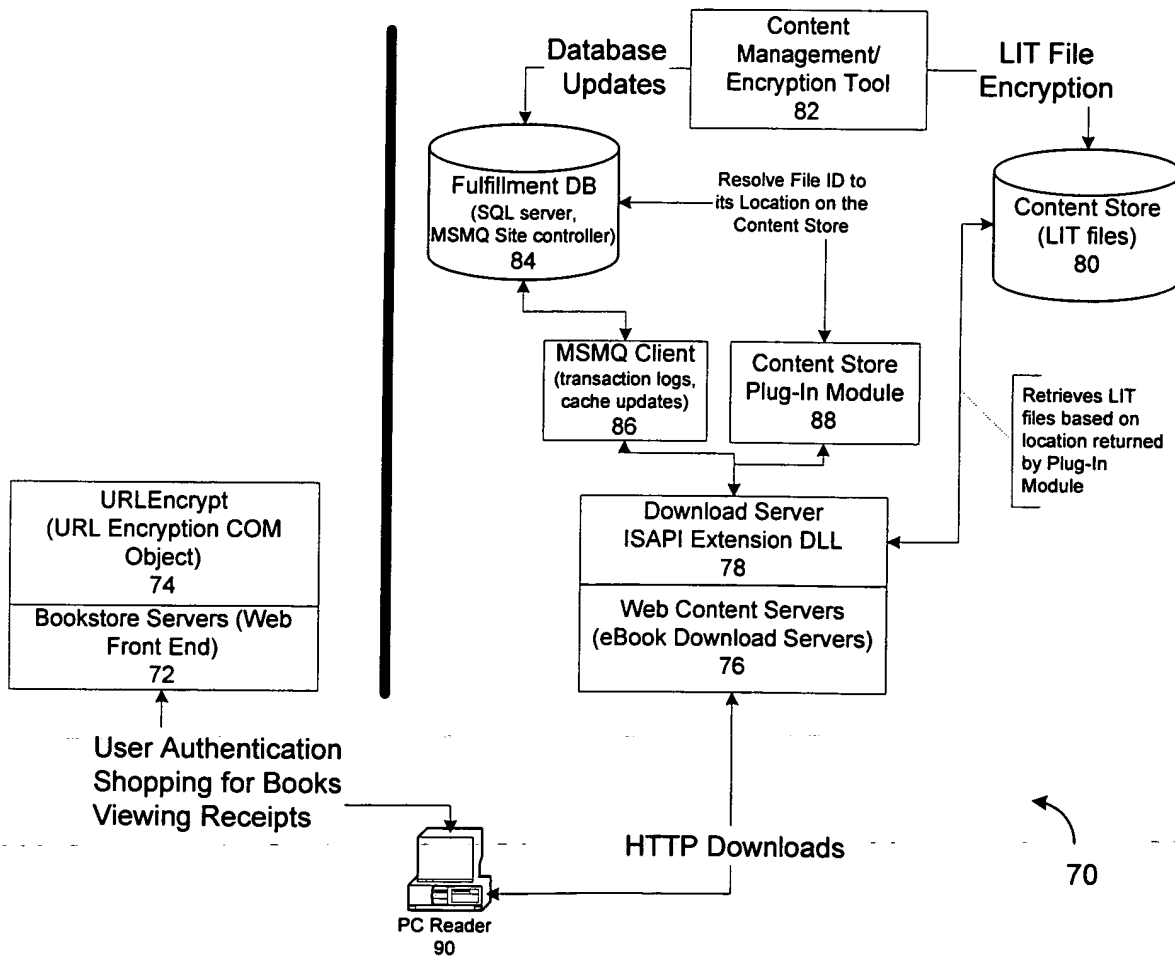 Content
Management/
Encryption Tool
82
Database
Updates
LIT File
Encryption
Fulfillment DB
(SQL server,
MSMQ Site controller)
84
Resolve File ID to
its Location on the
Content Store
Content Store
(LIT files)
80
MSMQ Client
(transaction logs,
cache updates)
86
Content Store
Plug-In Module
88
Retrieves LIT
files based on
location returned
by Plug-In
Module
URLEncrypt
(URL Encryption COM
Object)
74
Bookstore Servers (Web
Front End)
72
Download Server
ISAPI Extension DLL
78
Web Content Servers
(eBook Download Servers)
76
User Authentication
Shopping for Books
Viewing Receipts
HTTP Downloads
70
PC Reader
90